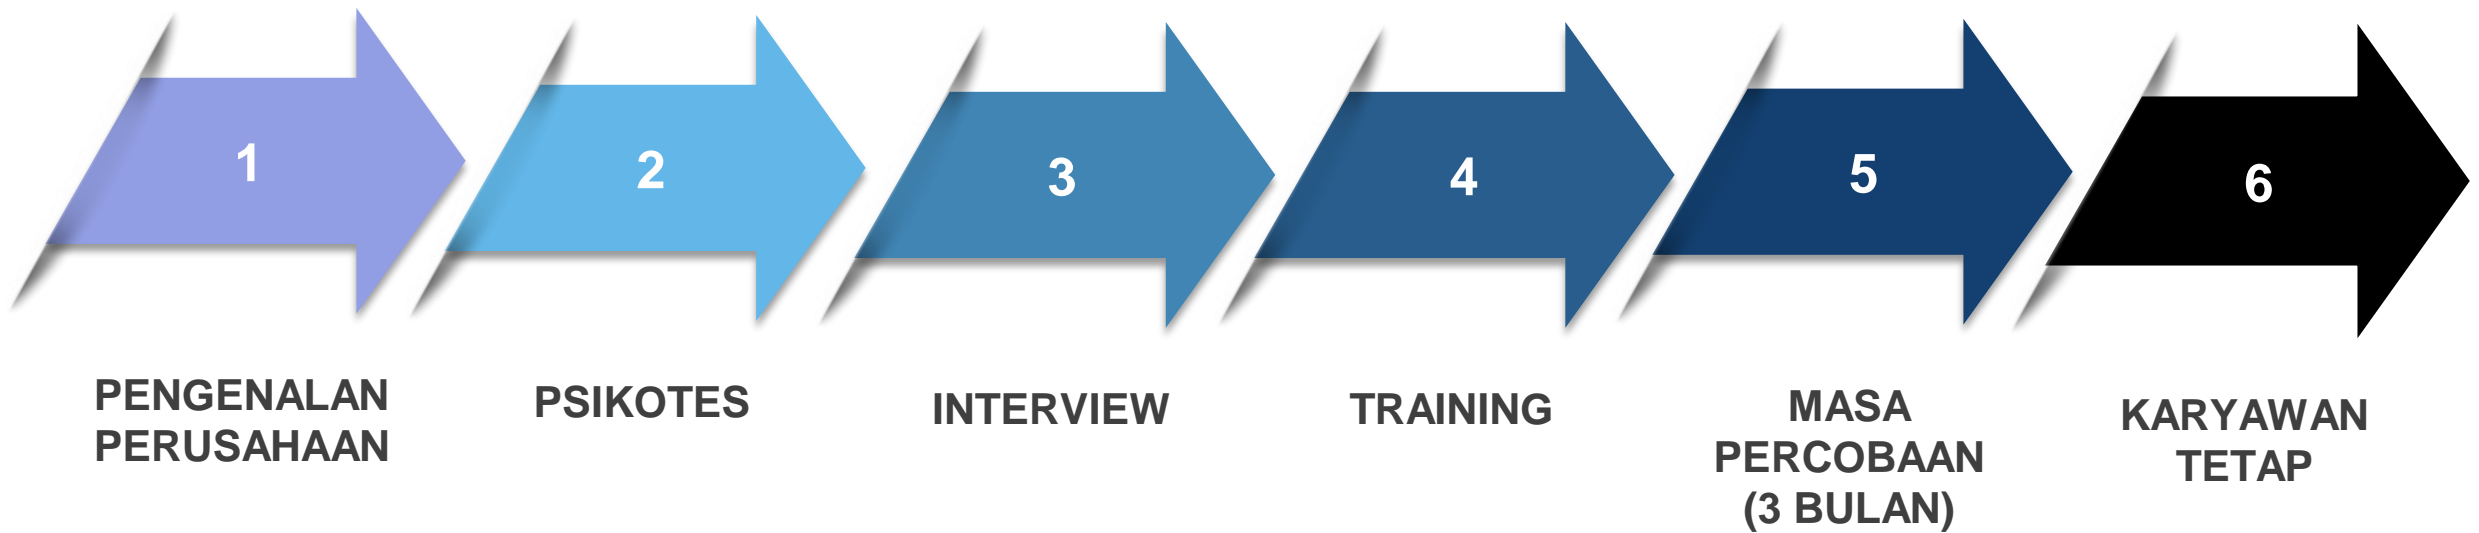 1
2
3
4
5
6
PENGENALAN
PERUSAHAAN
PSIKOTES
INTERVIEW
TRAINING
MASA
PERCOBAAN
(3 BULAN)
KARYAWAN
TETAP